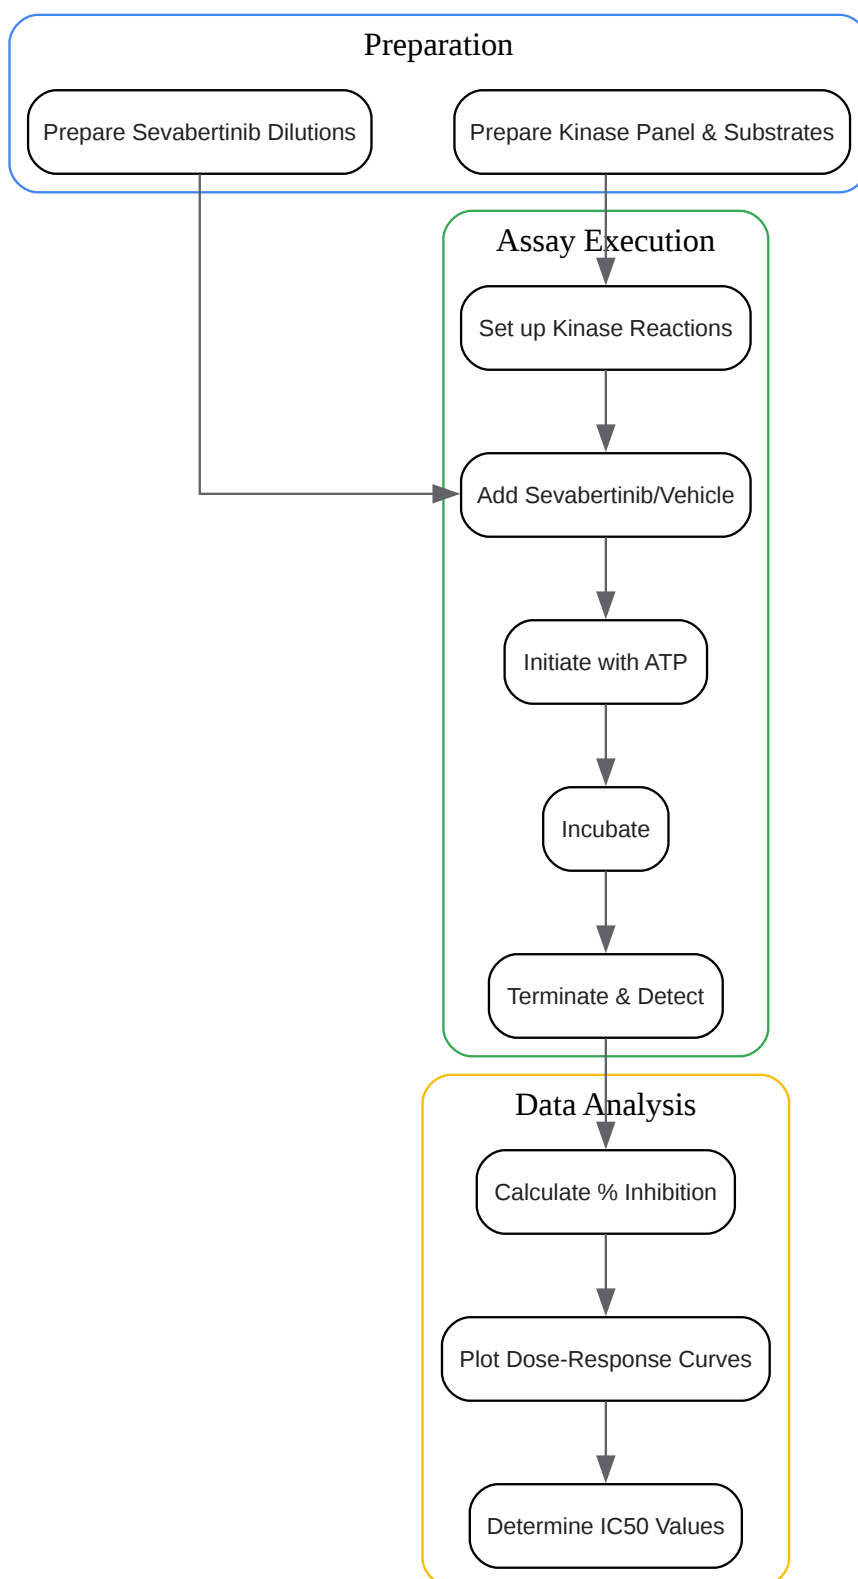 Preparation
Prepare Sevabertinib Dilutions
Prepare Kinase Panel & Substrates
Assay Execution
Set up Kinase Reactions
Add Sevabertinib/Vehicle
Initiate with ATP
Incubate
Terminate & Detect
Data Analysis
Calculate % Inhibition
Plot Dose-Response Curves
Determine IC50 Values